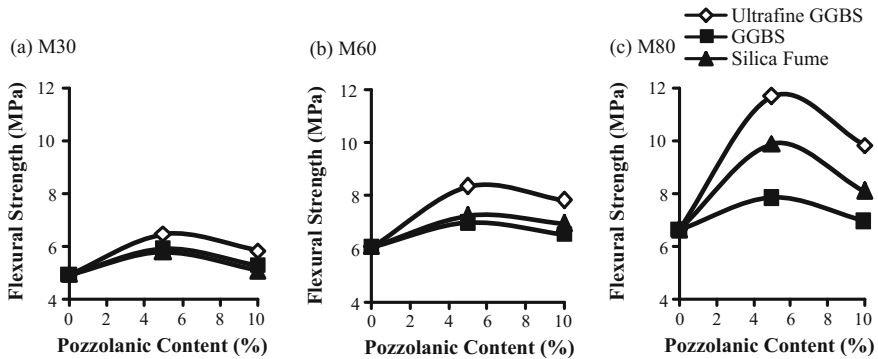 Ultrafine GGBS
GGBS
Silica Fume
(a) M30
Flexural Strength (MPa)
12
10
8
6
4
0 2 4 6 8 10
Pozzolanic Content (%)
(b) M60
Flexural Strength (MPa)
12
10
8
6
4
0 2 4 6 8 10
Pozzolanic Content (%)
(c) M80
Flexural Strength (MPa)
12
10
8
6
4
0 2 4 6 8 10
Pozzolanic Content (%)